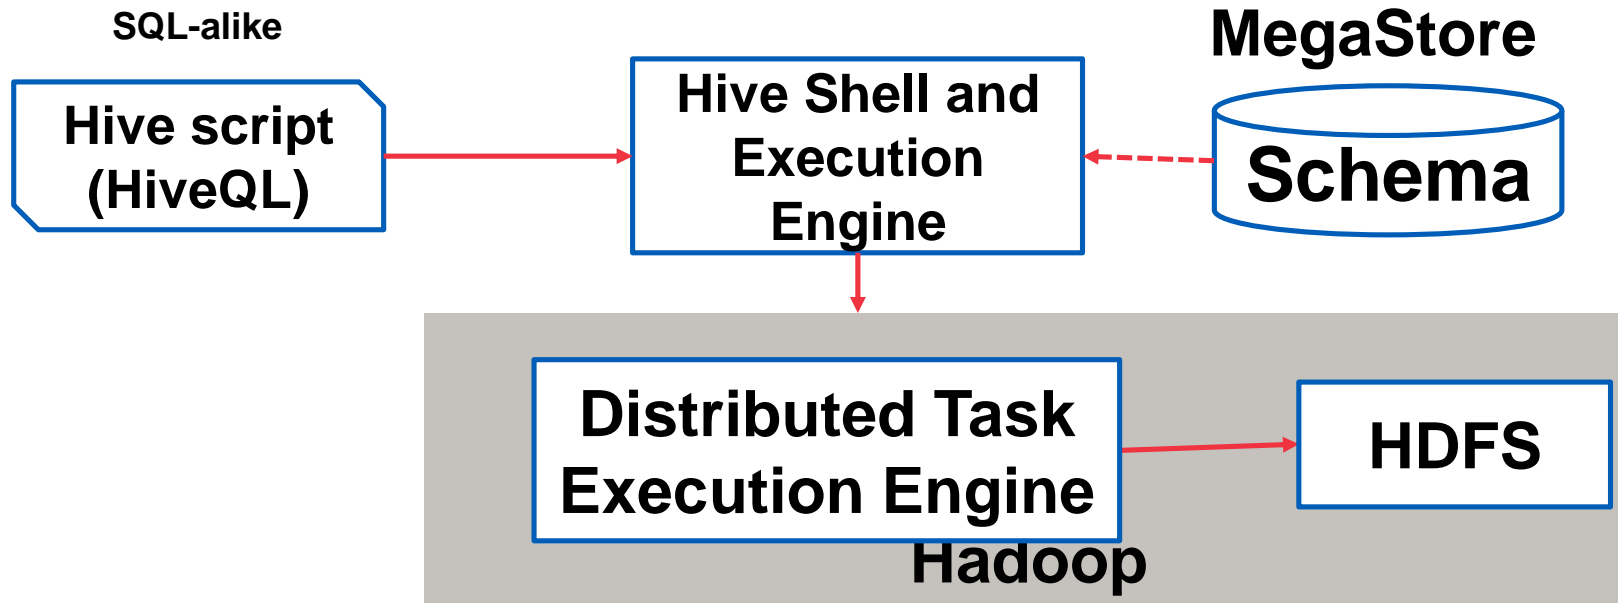 SQL-alike
Hive script
(HiveQL)
Hive Shell and
Execution
Engine
MegaStore
Schema
Distributed Task
Execution Engine
HDFS
Hadoop